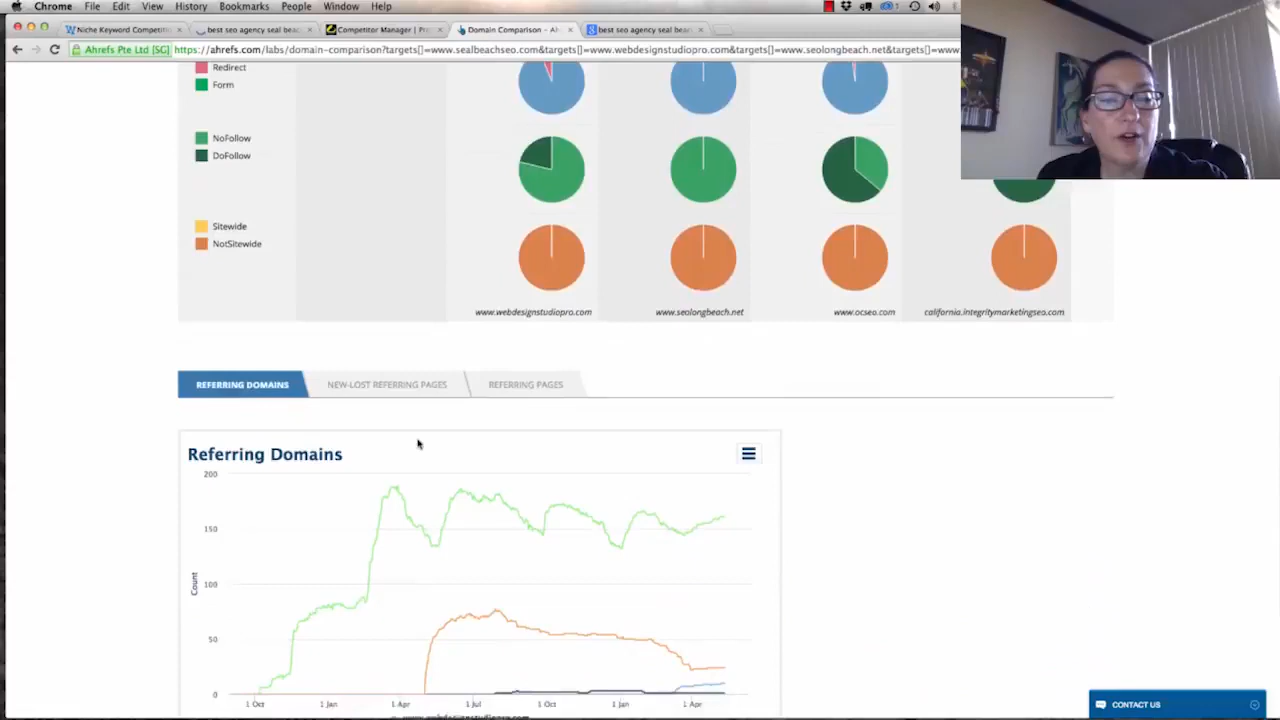 Chrome File Edit View History Bookmarks People Window Help
Niche Keyword Competiti
best seo agency seal bea
Competitor Manager | Pr
Domain Comparison – Ah
best seo agency seal bea
Ahrefs Pte Ltd [SG] https://ahrefs.com/labs/domain-comparison?targets[]=www.sealbeachseo.com&targets[]=www.webdesignstudiopro.com&targets[]=www.seolongbeach.net&targets[]=www.
Redirect
Form
NoFollow
DoFollow
Sitewide
NotSitewide
www.webdesignstudiopro.com www.seolongbeach.net www.ocseo.com california.integritymarketingseo.com
REFERRING DOMAINS NEW-LOST REFERRING PAGES REFERRING PAGES
Referring Domains
200
150
Count
100
50
0
1 Oct 1 Jan 1 Apr 1 Jul 1 Oct 1 Jan 1 Apr
CONTACT US